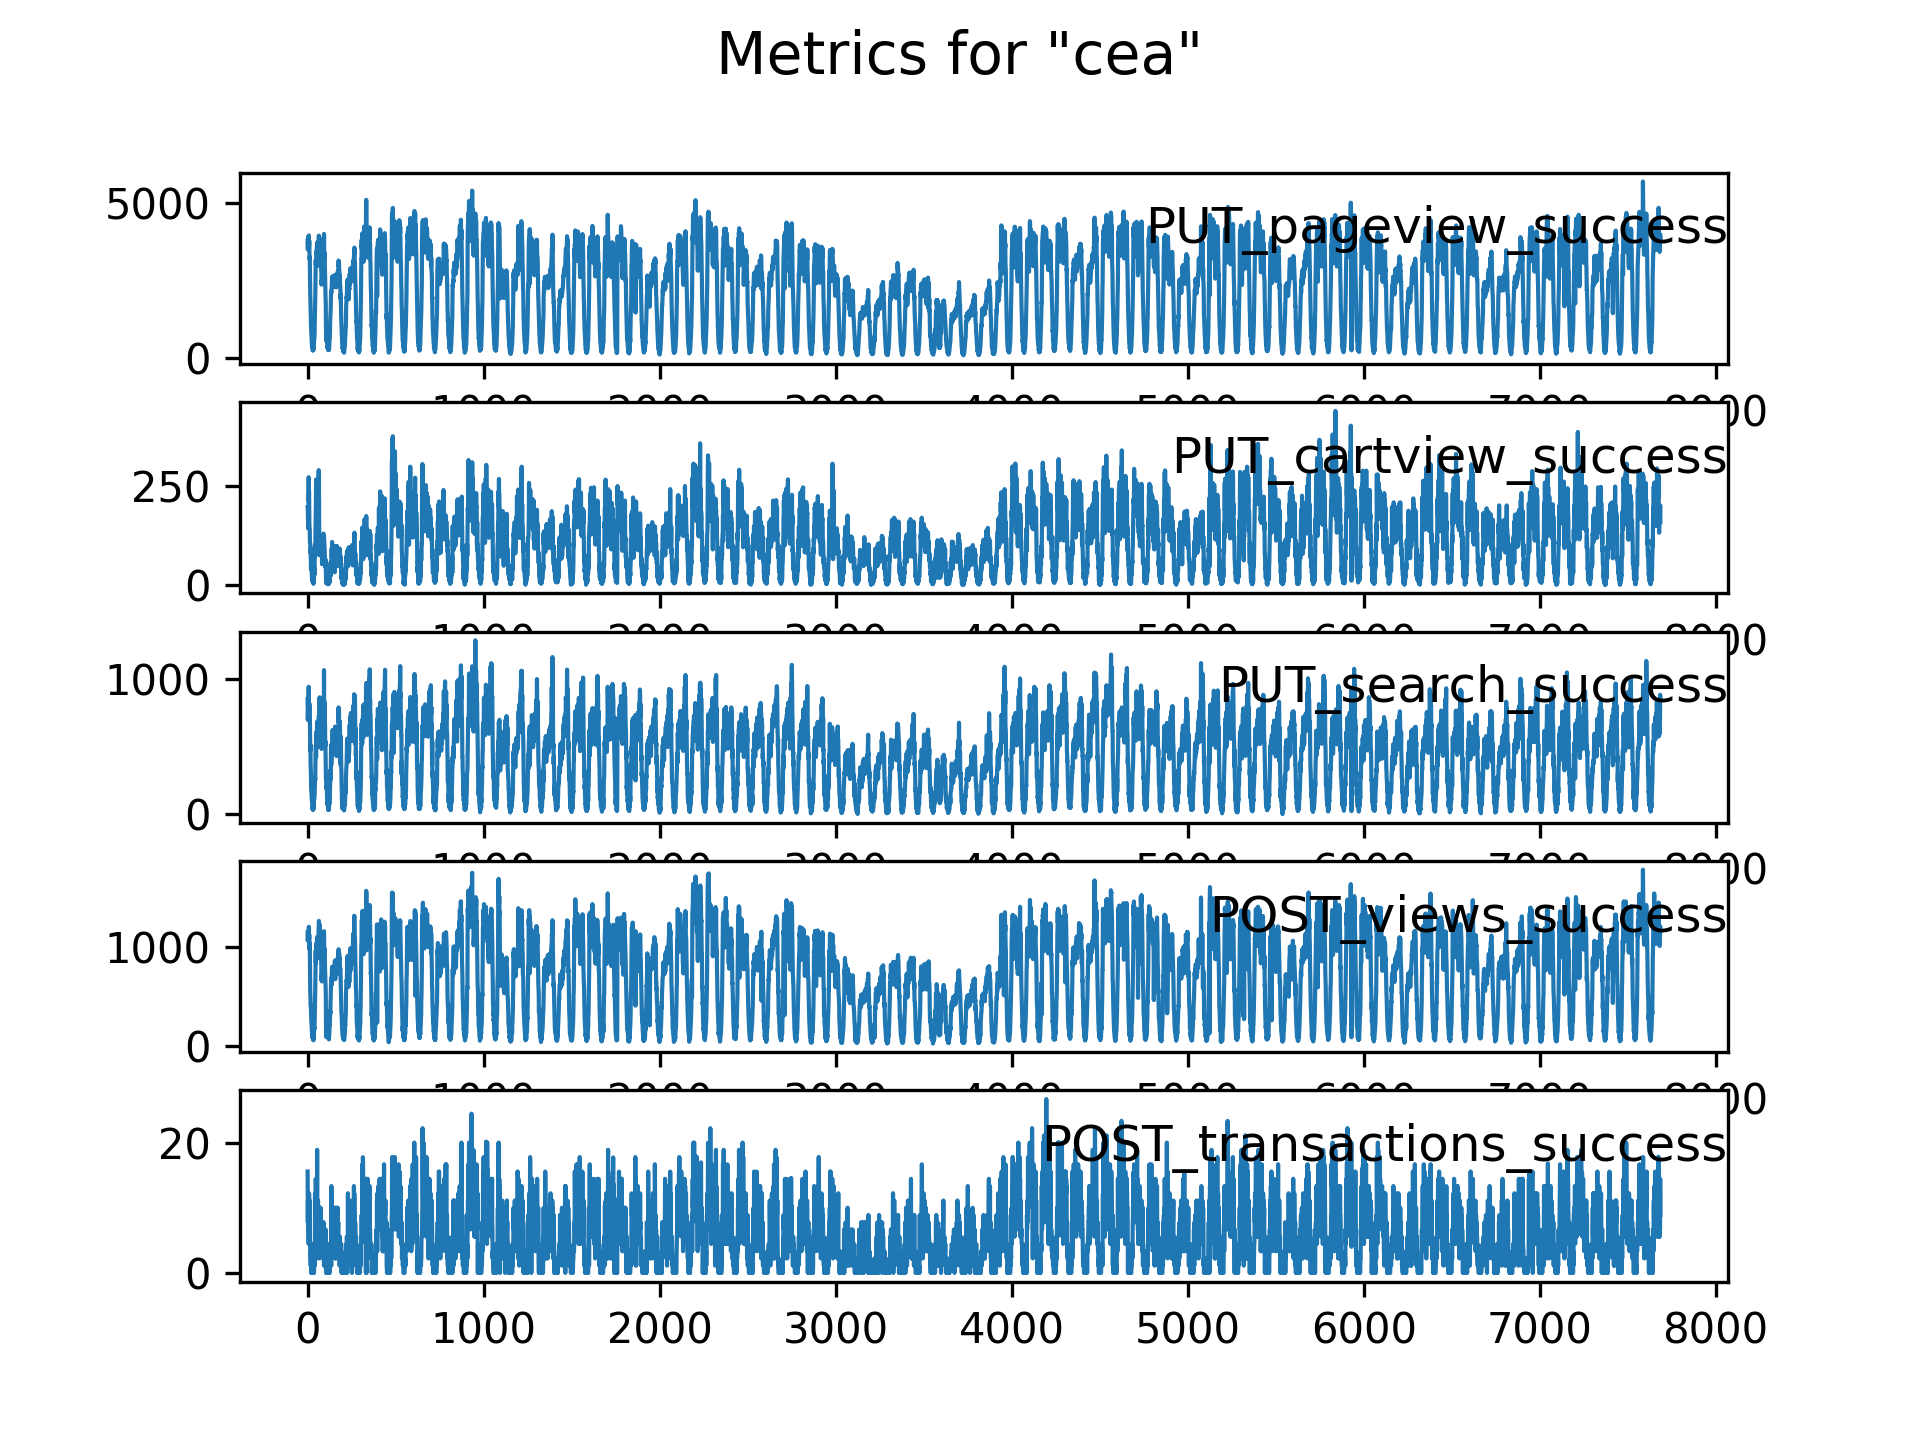 Metrics for "cea"
5000
0
PUT_pageview_success
250
0
PUT_cartview_success
1000
0
PUT_search_success
1000
0
POST_views_success
20
0
POST_transactions_success
0 1000 2000 3000 4000 5000 6000 7000 8000